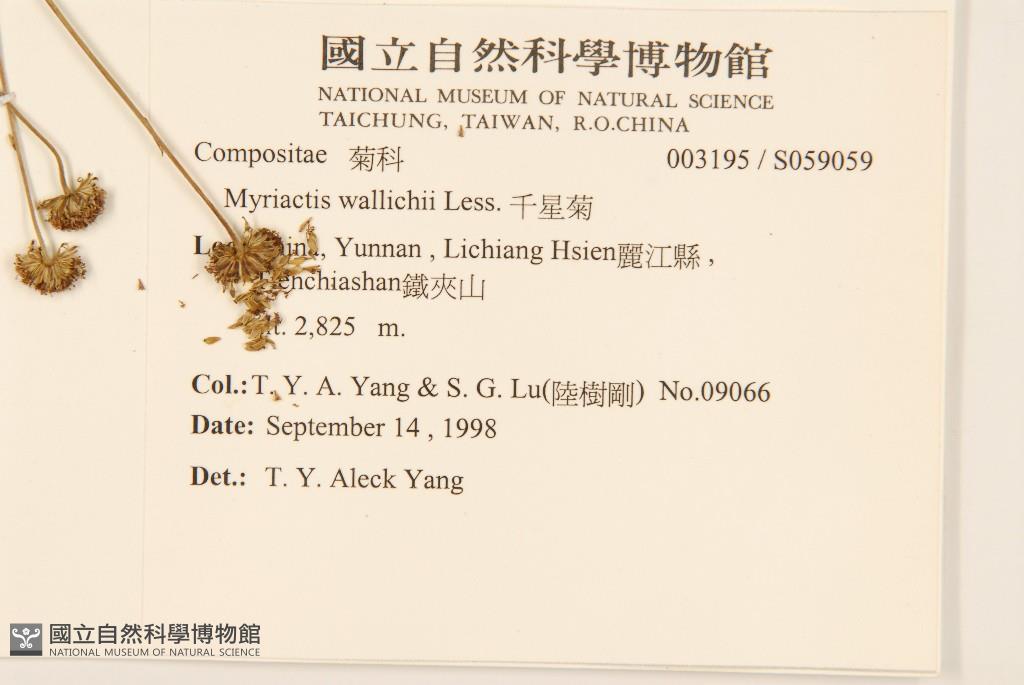 國立自然科學博物館
NATIONAL MUSEUM OF NATURAL SCIENCE
TAICHUNG, TAIWAN, R.O.CHINA
Compositae 菊科 003195 / S059059
Myriactis wallichii Less. 千星菊
Yunnan , Lichiang Hsien麗江縣 ,
鐵夾山
2,825 m.
Col.: T. Y. A. Yang & S. G. Lu(陸樹剛) No.09066
Date: September 14 , 1998
Det.: T. Y. Aleck Yang
國立自然科學博物館
NATIONAL MUSEUM OF NATURAL SCIENCE